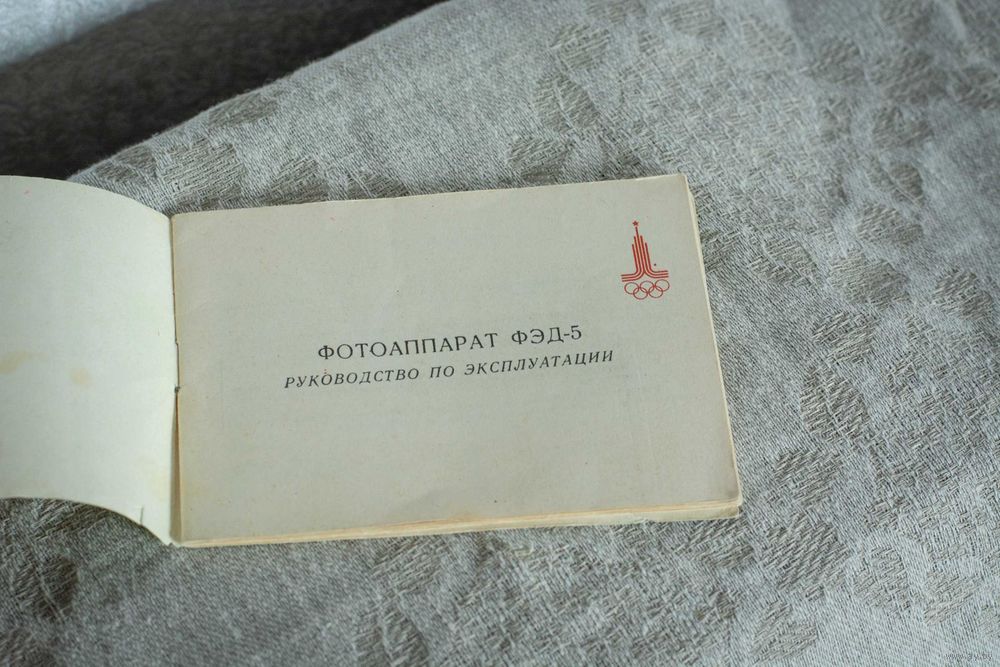 ФОТОАППАРАТ ФЭД-5
РУКОВОДСТВО ПО ЭКСПЛУАТАЦИИ